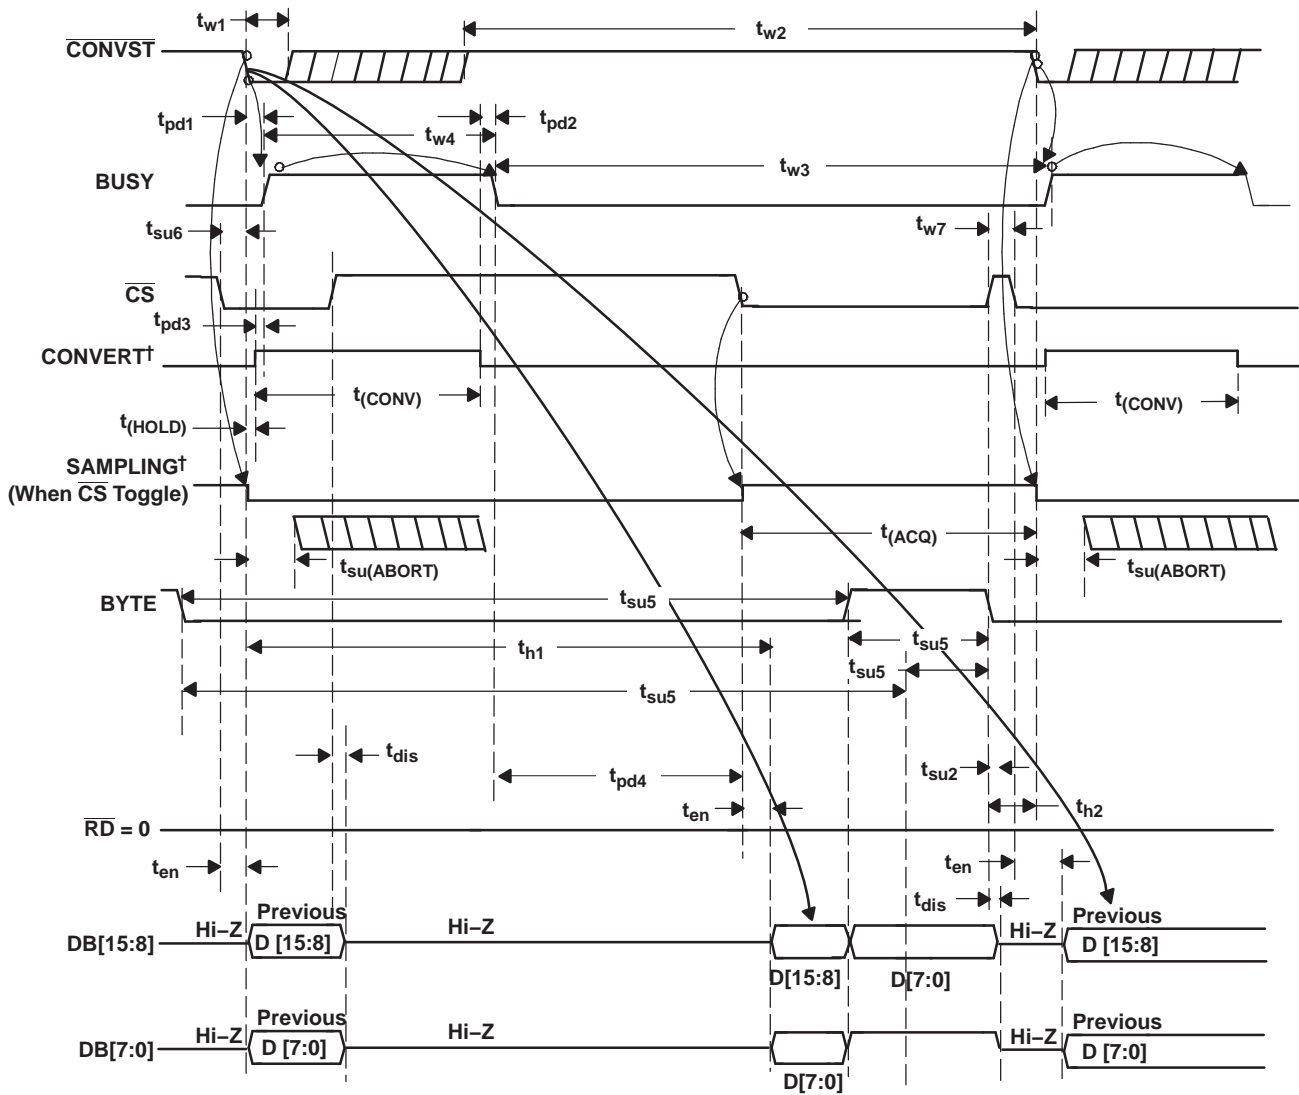 tw1
CONVST
tw2
tpd1
tw4
tpd2
BUSY
tw3
tsu6
tw7
CS
tpd3
CONVERT†
t(CONV)
t(CONV)
t(HOLD)
SAMPLING†
(When CS Toggle)
t(ACQ)
tsu(ABORT)
tsu(ABORT)
BYTE
tsu5
th1
tsu5
tsu5
tsu5
tdis
tpd4
tsu2
ten
th2
RD = 0
ten
ten
tdis
DB[15:8]
Hi–Z
Previous
D [15:8]
Hi–Z
D[15:8]
D[7:0]
Hi–Z
Previous
D [15:8]
DB[7:0]
Hi–Z
Previous
D [7:0]
Hi–Z
D[7:0]
Hi–Z
Previous
D [7:0]